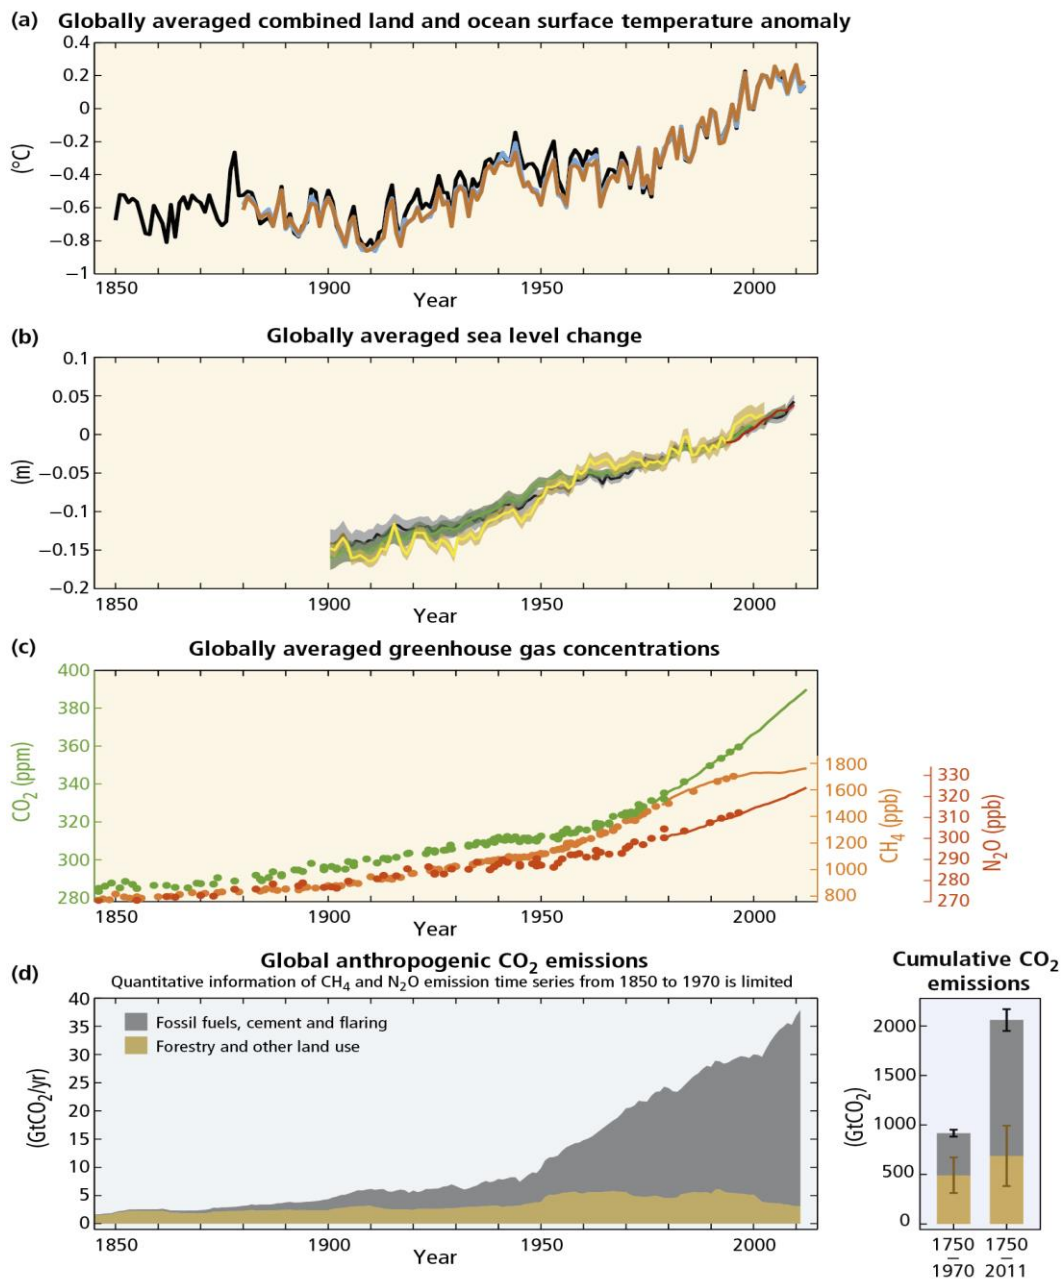 (a) Globally averaged combined land and ocean surface temperature anomaly
0.4
0.2
0
−0.2
−0.4
−0.6
−0.8
−1
(°C)
1850 1900 1950 2000
Year
(b) Globally averaged sea level change
0.1
0.05
0
−0.05
−0.1
−0.15
−0.2
(m)
1850 1900 1950 2000
Year
(c) Globally averaged greenhouse gas concentrations
400
380
360
340
320
300
280
CO₂ (ppm)
1800
1600
1400
1200
1000
800
CH₄ (ppb)
330
320
310
300
290
280
270
N₂O (ppb)
1850 1900 1950 2000
Year
(d) Global anthropogenic CO₂ emissions
Quantitative information of CH₄ and N₂O emission time series from 1850 to 1970 is limited
40
35
30
25
20
15
10
5
0
(GtCO₂/yr)
Fossil fuels, cement and flaring
Forestry and other land use
1850 1900 1950 2000
Year
Cumulative CO₂
emissions
2000
1500
1000
500
0
(GtCO₂)
1750 1750
– –
1970 2011